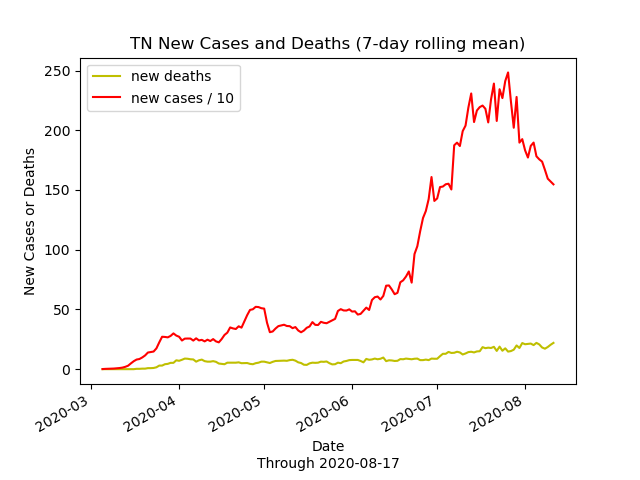 TN New Cases and Deaths (7-day rolling mean)
new deaths
new cases / 10
250
200
150
100
50
0
New Cases or Deaths
2020-03
2020-04
2020-05
2020-06
2020-07
2020-08
Date
Through 2020-08-17